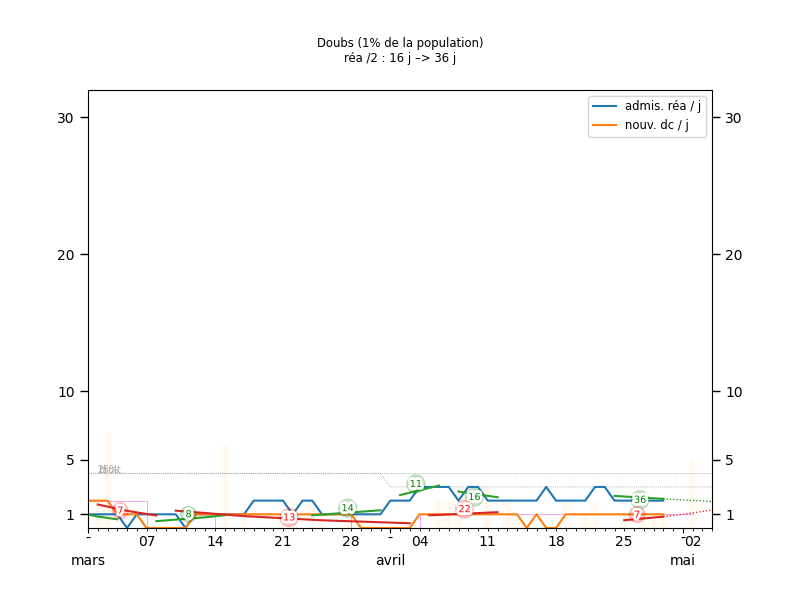 Doubs (1% de la population)
réa /2 : 16 j –> 36 j
admis. réa / j
nouv. dc / j
30 30
20 20
10 10
5 5
1 1
11
16
36
14
22
7
8
13
7
- 07 14 21 28 - 04 11 18 25 02
mars avril mai